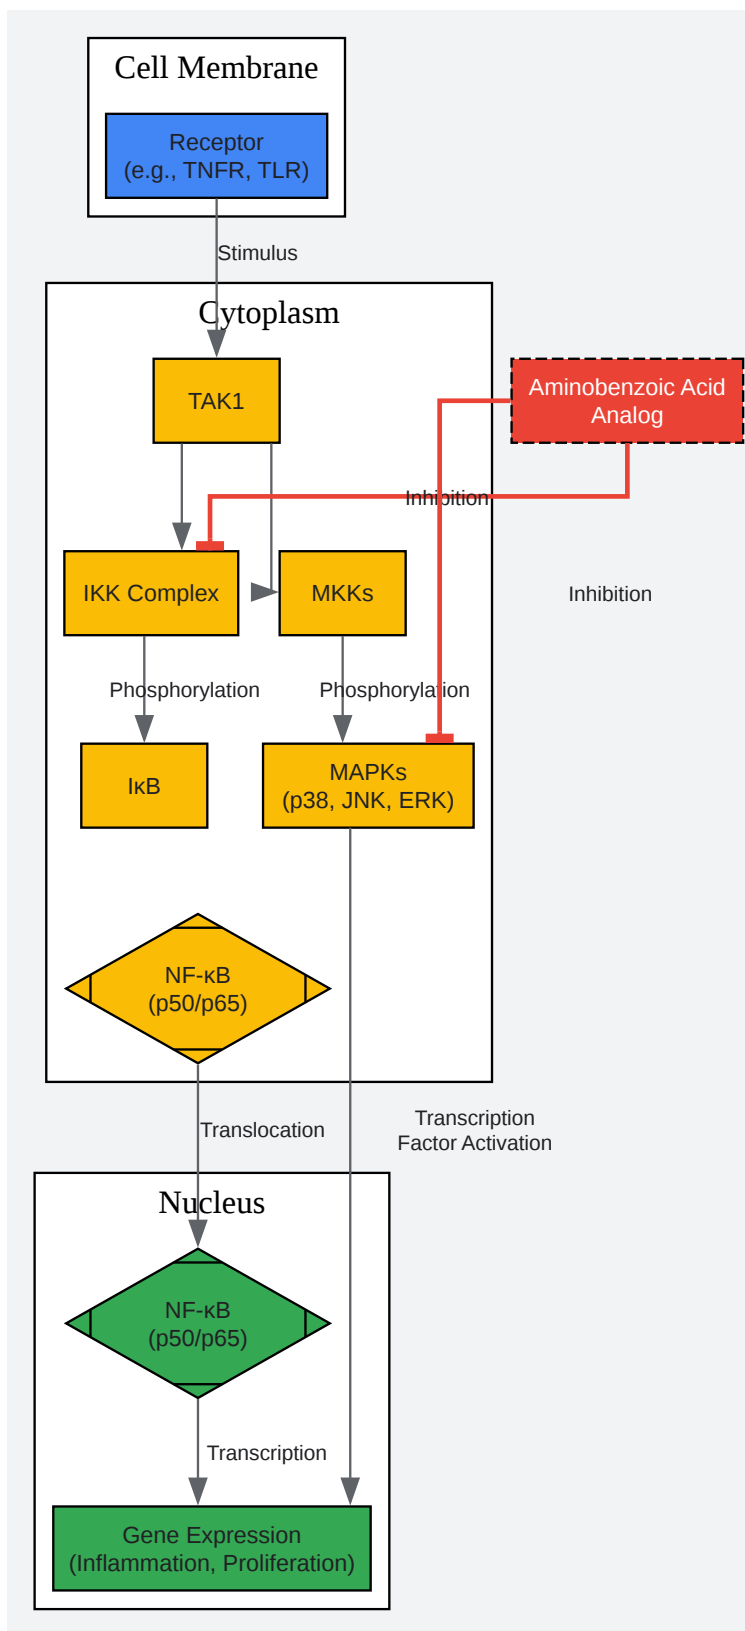 Cell Membrane
Receptor
(e.g., TNFR, TLR)
Stimulus
Cytoplasm
TAK1
Aminobenzoic Acid
Analog
Inhibition
IKK Complex
MKKs
Inhibition
Phosphorylation
Phosphorylation
IκB
MAPKs
(p38, JNK, ERK)
NF-κB
(p50/p65)
Translocation
Transcription
Factor Activation
Nucleus
NF-κB
(p50/p65)
Transcription
Gene Expression
(Inflammation, Proliferation)